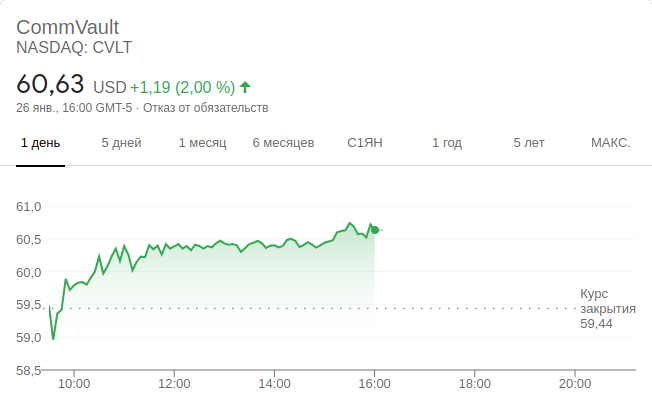 CommVault
NASDAQ: CVLT
60,63 USD +1,19 (2,00 %)
26 янв., 16:00 GMT-5 · Отказ от обязательств
1 день 5 дней 1 месяц 6 месяцев С1ЯН 1 год 5 лет МАКС.
61,0
60,5
60,0
59,5
59,0
58,5
Курс
закрытия
59,44
10:00 12:00 14:00 16:00 18:00 20:00